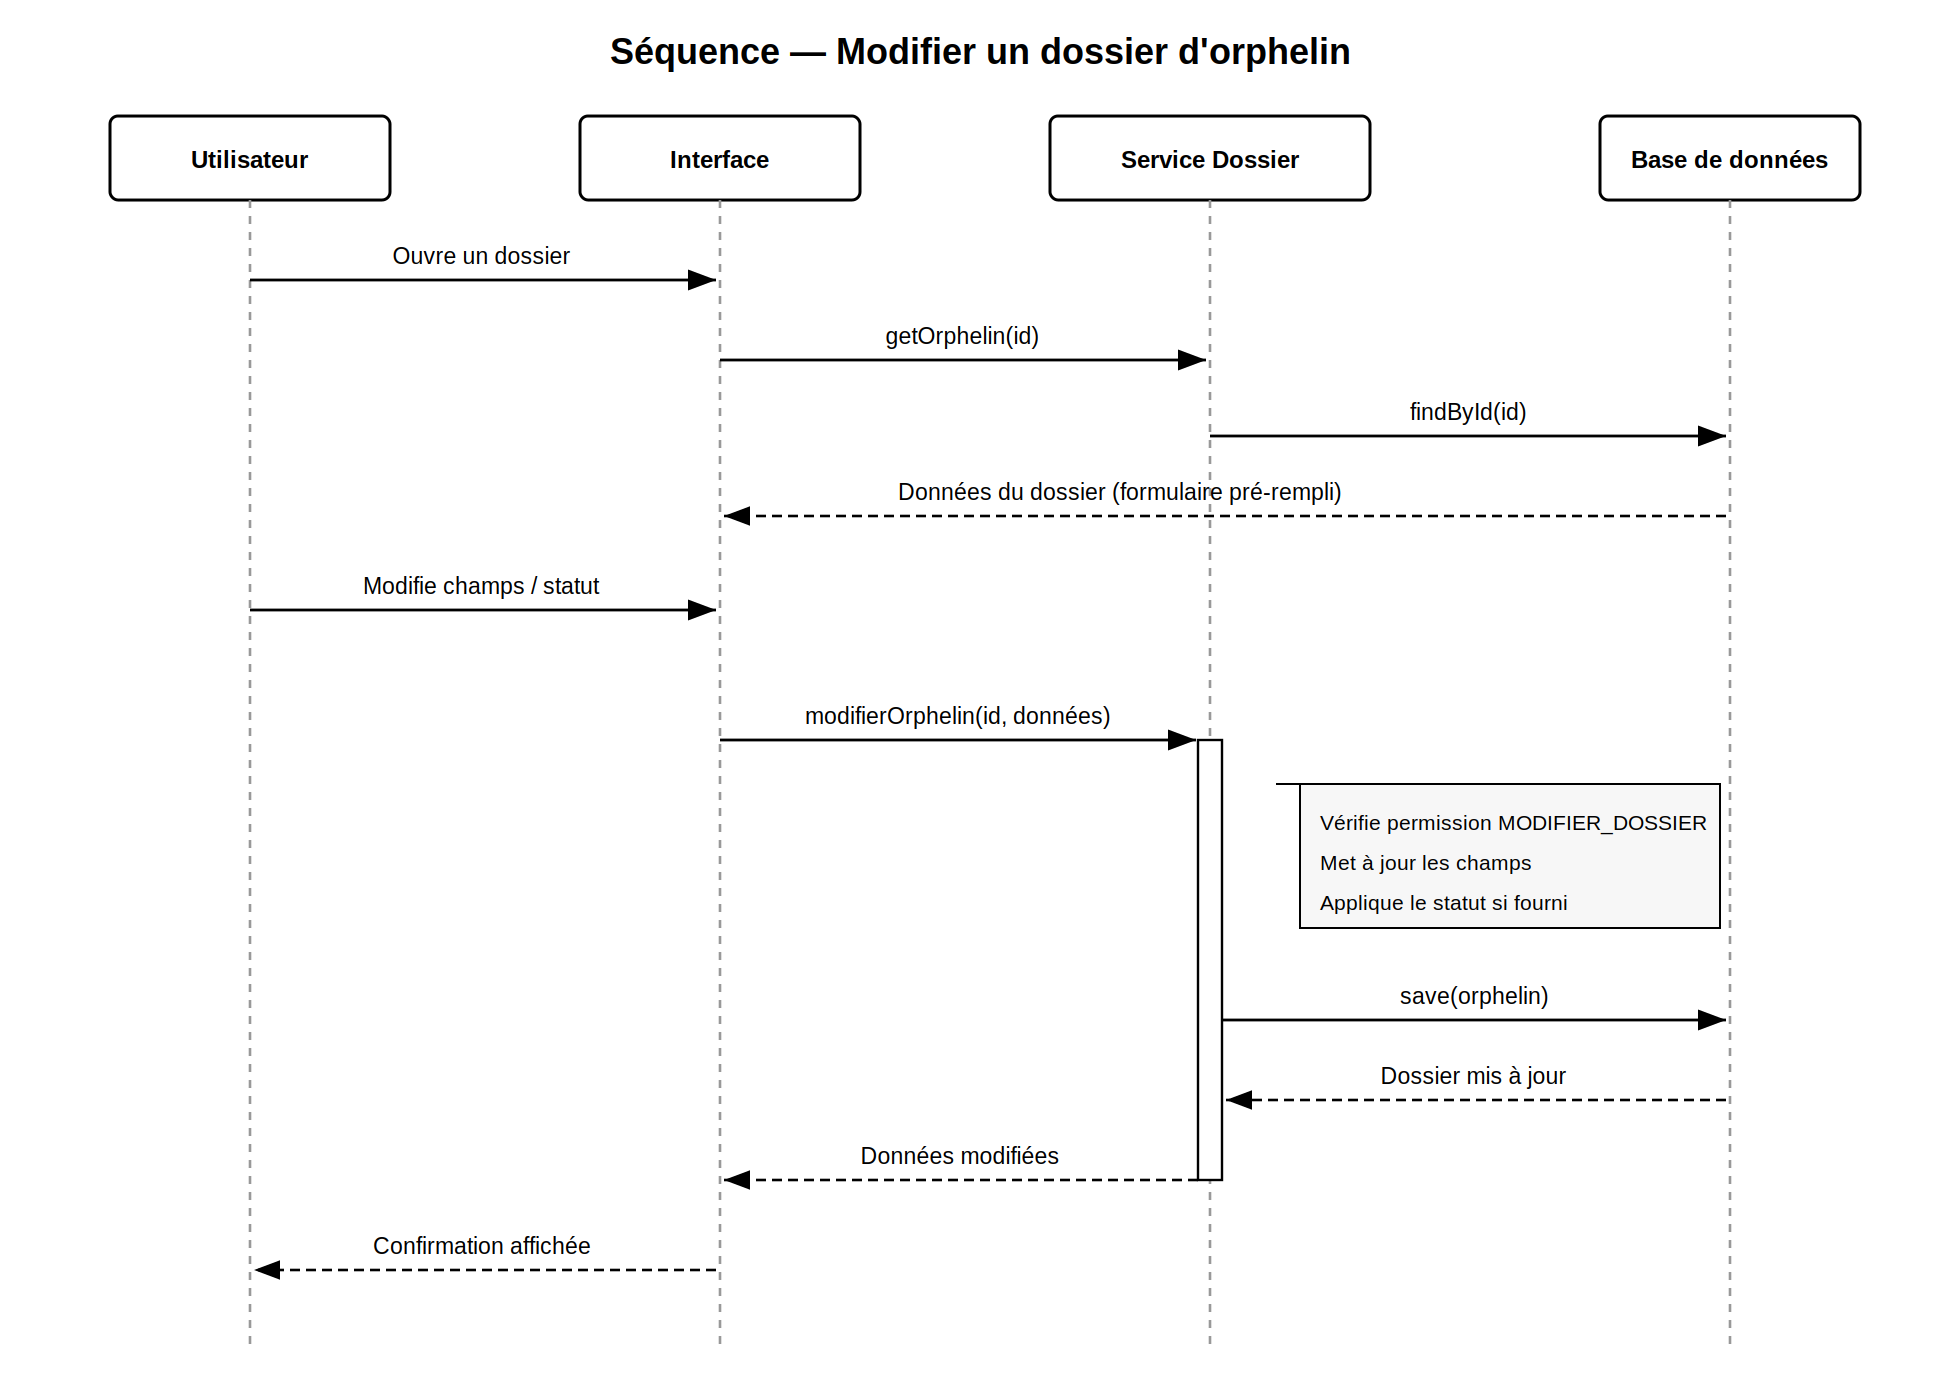 Séquence — Modifier un dossier d'orphelin
Utilisateur
Interface
Service Dossier
Base de données
Ouvre un dossier
getOrphelin(id)
findById(id)
Données du dossier (formulaire pré-rempli)
Modifie champs / statut
modifierOrphelin(id, données)
Vérifie permission MODIFIER_DOSSIER
Met à jour les champs
Applique le statut si fourni
save(orphelin)
Dossier mis à jour
Données modifiées
Confirmation affichée